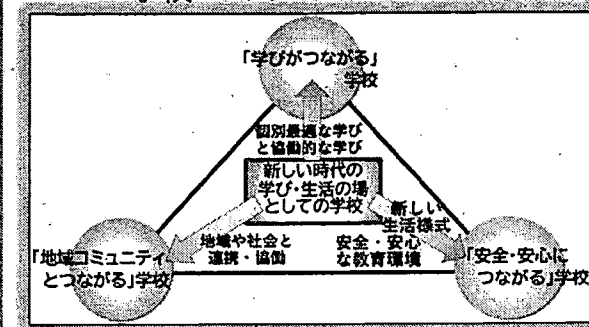 「学びがつながる」
学校
個別最適な学び
と協働的な学び
新しい時代の
学び・生活の場
としての学校
新しい
生活様式
地域や社会と
連携・協働
安全・安心
な教育環境
「地域コミュニティ
とつながる」学校
「安全・安心に
つながる」学校